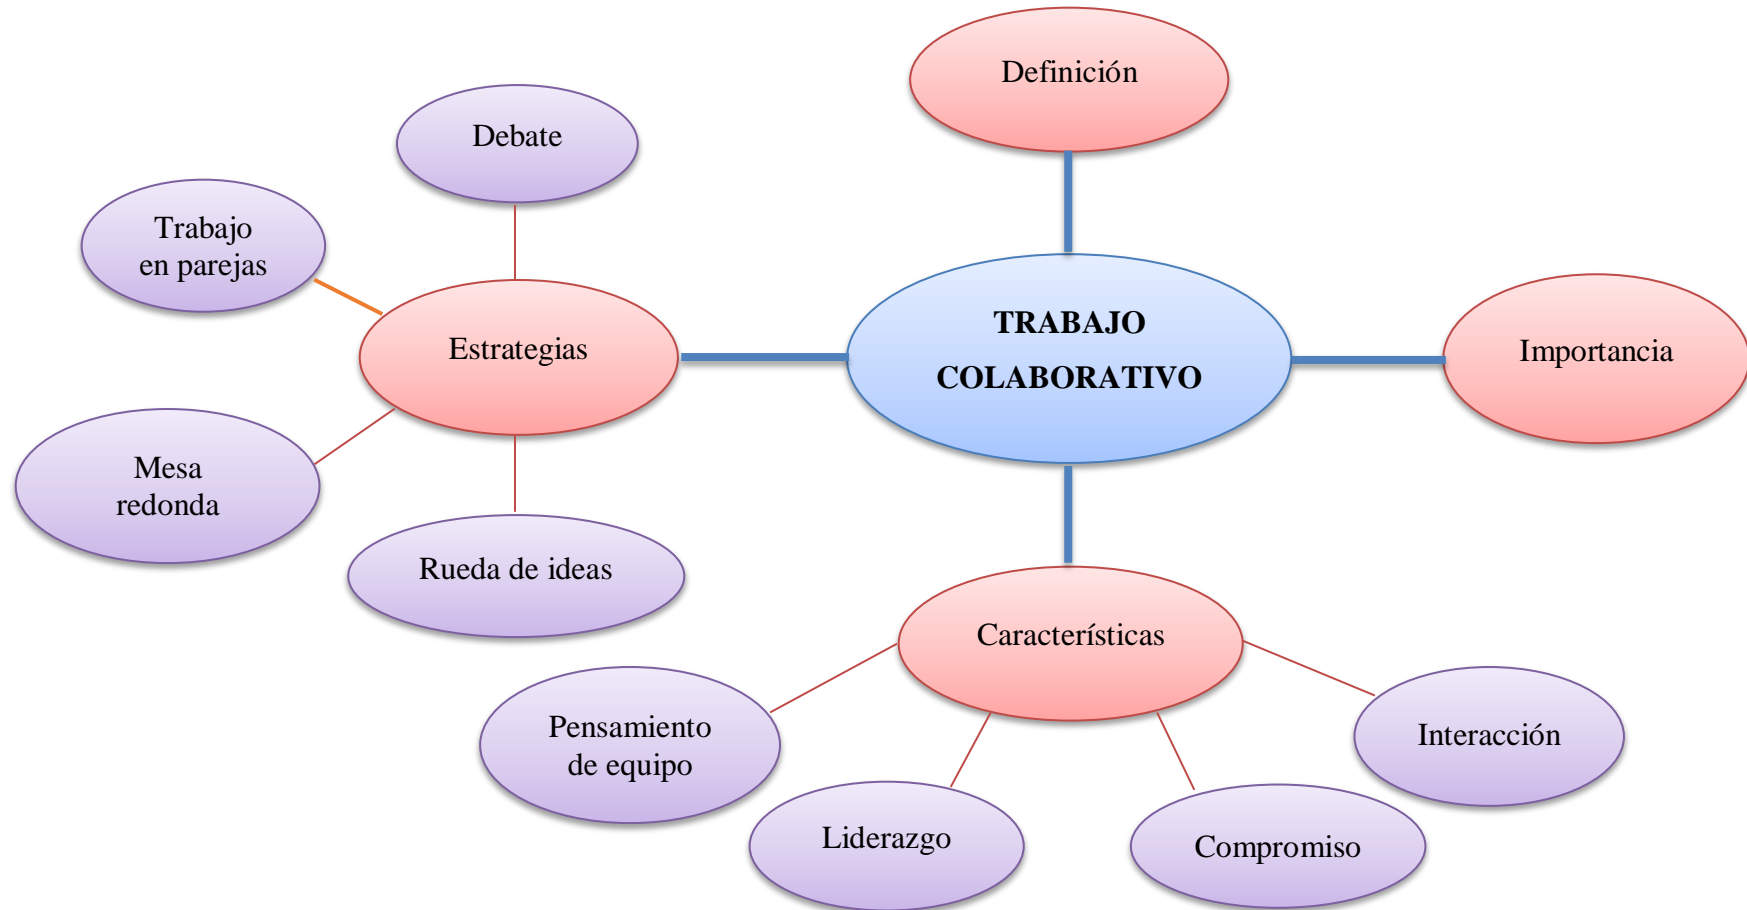 Definición
Debate
Trabajo
en parejas
Estrategias
TRABAJO
COLABORATIVO
Importancia
Mesa
redonda
Rueda de ideas
Características
Pensamiento
de equipo
Liderazgo
Compromiso
Interacción